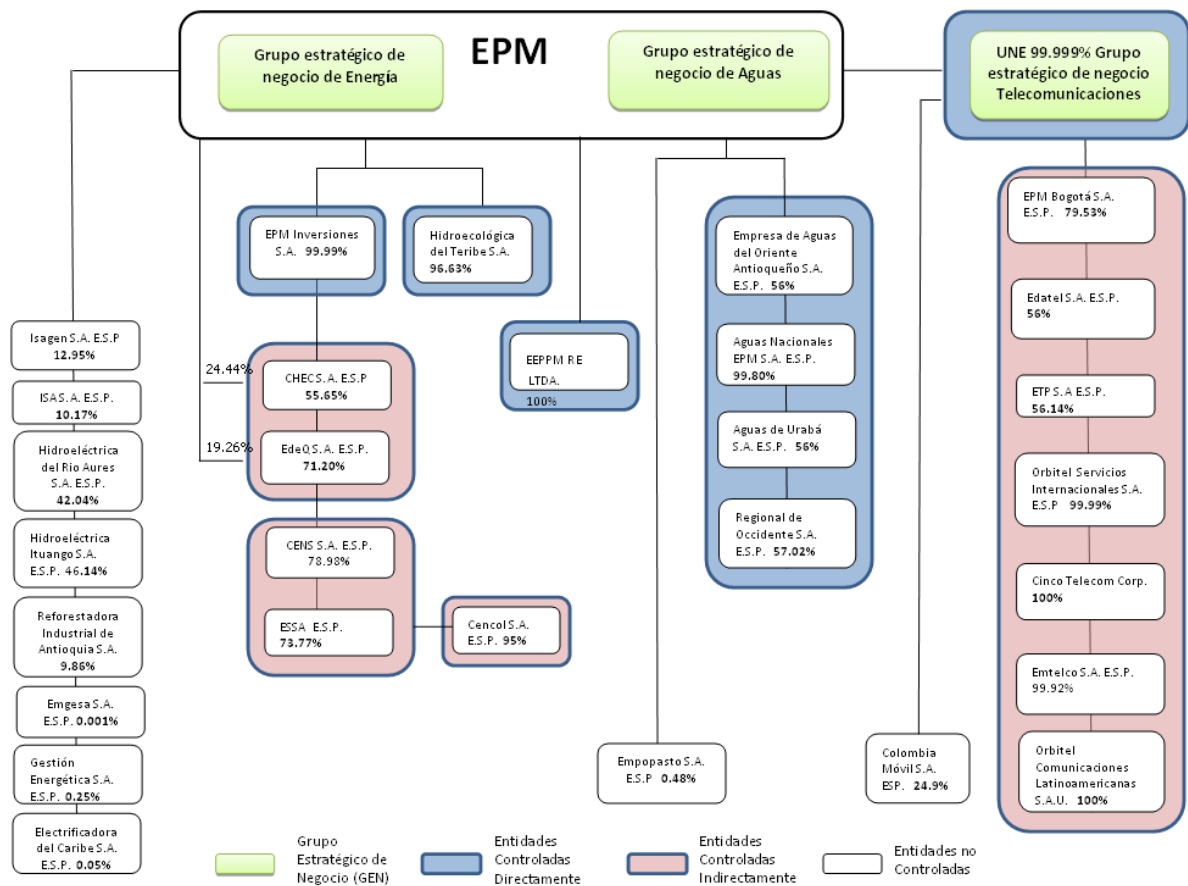 EPM
Grupo estratégico de
negocio de Energía
Grupo estratégico de
negocio de Aguas
UNE 99.999% Grupo
estratégico de negocio
Telecomunicaciones
Isagen S.A. E.S.P
12.95%
ISA S.A. E.S.P.
10.17%
Hidroeléctrica
del Rio Aures
S.A. E.S.P.
42.04%
Hidroeléctrica
Ituango S.A.
E.S.P. 46.14%
Reforestadora
Industrial de
Antioquia S.A.
9.86%
Emgesa S.A.
E.S.P. 0.001%
Gestión
Energética S.A.
E.S.P. 0.25%
Electrificadora
del Caribe S.A.
E.S.P. 0.05%
24.44%
19.26%
EPM Inversiones
S.A. 99.99%
Hidroecológica
del Teribe S.A.
96.63%
CHEC S.A. E.S.P
55.65%
EdeQ S.A. E.S.P.
71.20%
CENS S.A. E.S.P.
78.98%
ESSA E.S.P.
73.77%
Cencol S.A.
E.S.P. 95%
EEPPM RE
LTDA.
100%
Empresa de Aguas
del Oriente
Antioqueño S.A.
E.S.P. 56%
Aguas Nacionales
EPM S.A. E.S.P.
99.80%
Aguas de Urabá
S.A. E.S.P. 56%
Regional de
Occidente S.A.
E.S.P. 57.02%
Empopasto S.A.
E.S.P 0.48%
Colombia
Móvil S.A.
ESP. 24.9%
EPM Bogotá S.A.
E.S.P. 79.53%
Edatel S.A. E.S.P.
56%
ETP S.A E.S.P.
56.14%
Orbitel Servicios
Internacionales S.A.
E.S.P 99.99%
Cinco Telecom Corp.
100%
Emtelco S.A. E.S.P.
99.92%
Orbitel
Comunicaciones
Latinoamericanas
S.A.U. 100%
Grupo
Estratégico de
Negocio (GEN)
Entidades
Controladas
Directamente
Entidades
Controladas
Indirectamente
Entidades no
Controladas